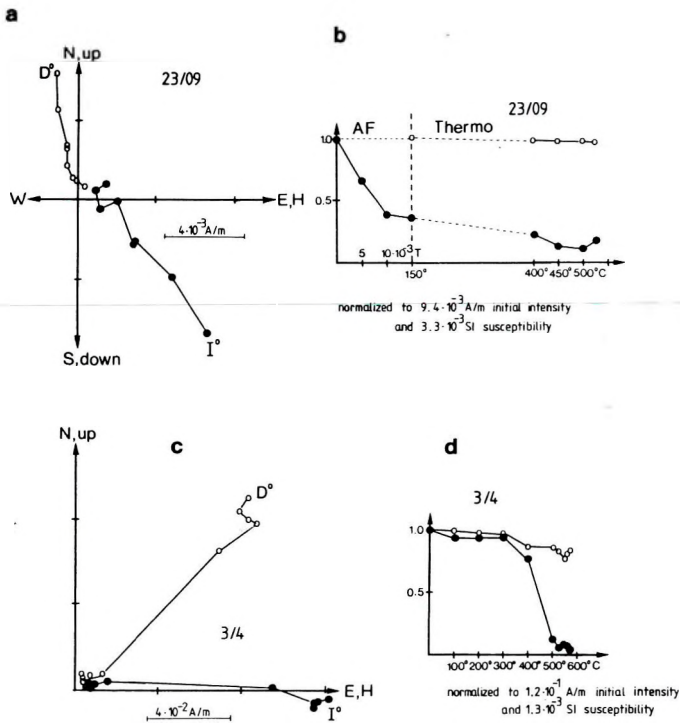 a
N,up
D°
23/09
W
E,H
4·10⁻³A/m
S,down
I°
b
23/09
AF
Thermo
1.0
0.5
5
10·10⁻³T
150°
400° 450° 500°C
normalized to 9.4·10⁻³A/m initial intensity
and 3.3·10⁻³SI susceptibility
c
N,up
D°
3/4
E,H
4·10⁻²A/m
I°
d
3/4
1.0
0.5
100° 200° 300° 400° 500° 600°C
normalized to 1.2·10⁻¹ A/m initial intensity
and 1.3·10⁻³SI susceptibility